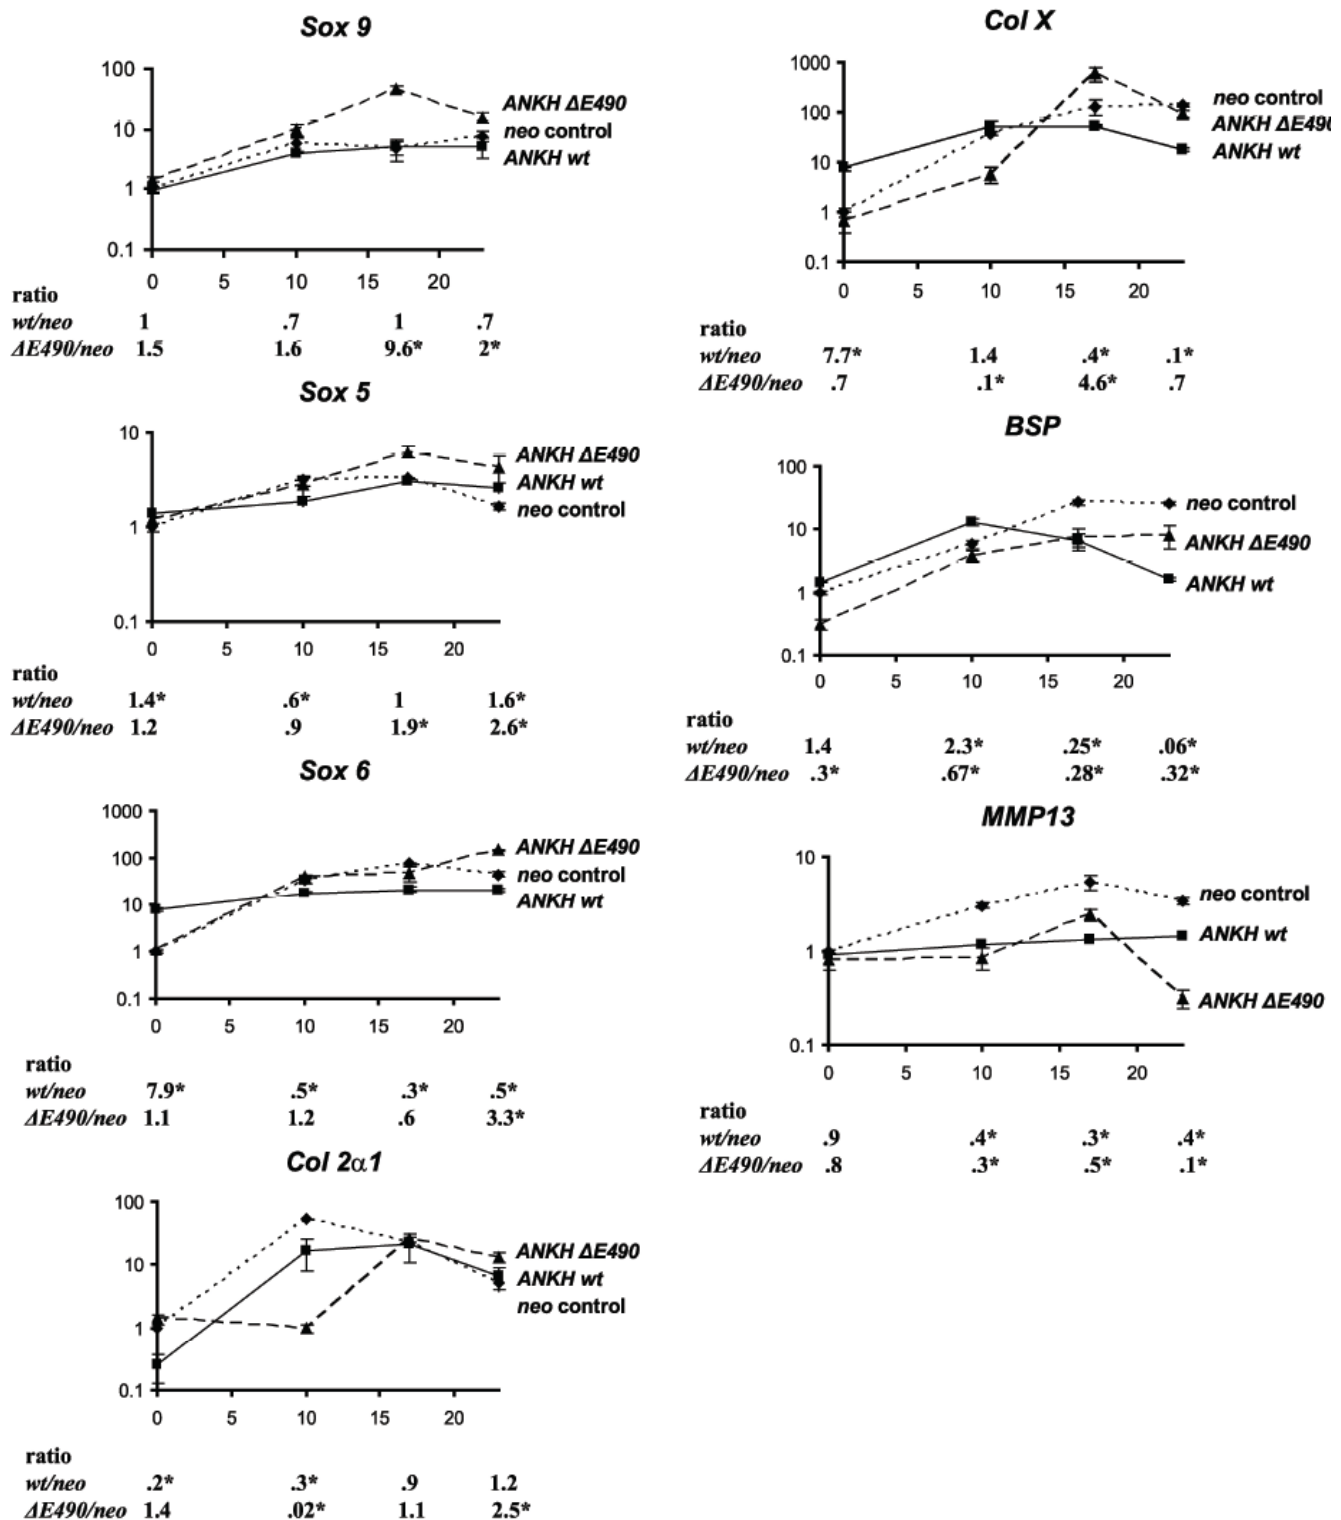 Sox 9
100
10
1
0.1
ANKH ΔE490
neo control
ANKH wt
0 5 10 15 20
ratio
wt/neo 1 .7 1 .7
ΔE490/neo 1.5 1.6 9.6* 2*
Sox 5
10
1
0.1
ANKH ΔE490
ANKH wt
neo control
0 5 10 15 20
ratio
wt/neo 1.4* .6* 1 1.6*
ΔE490/neo 1.2 .9 1.9* 2.6*
Sox 6
1000
100
10
1
0.1
ANKH ΔE490
neo control
ANKH wt
0 5 10 15 20
ratio
wt/neo 7.9* .5* .3* .5*
ΔE490/neo 1.1 1.2 .6 3.3*
Col 2α1
100
10
1
0.1
ANKH ΔE490
ANKH wt
neo control
0 5 10 15 20
ratio
wt/neo .2* .3* .9 1.2
ΔE490/neo 1.4 .02* 1.1 2.5*
Col X
1000
100
10
1
0.1
neo control
ANKH ΔE490
ANKH wt
0 5 10 15 20
ratio
wt/neo 7.7* 1.4 .4* .1*
ΔE490/neo .7 .1* 4.6* .7
BSP
100
10
1
0.1
neo control
ANKH ΔE490
ANKH wt
0 5 10 15 20
ratio
wt/neo 1.4 2.3* .25* .06*
ΔE490/neo .3* .67* .28* .32*
MMP13
10
1
0.1
neo control
ANKH wt
ANKH ΔE490
0 5 10 15 20
ratio
wt/neo .9 .4* .3* .4*
ΔE490/neo .8 .3* .5* .1*